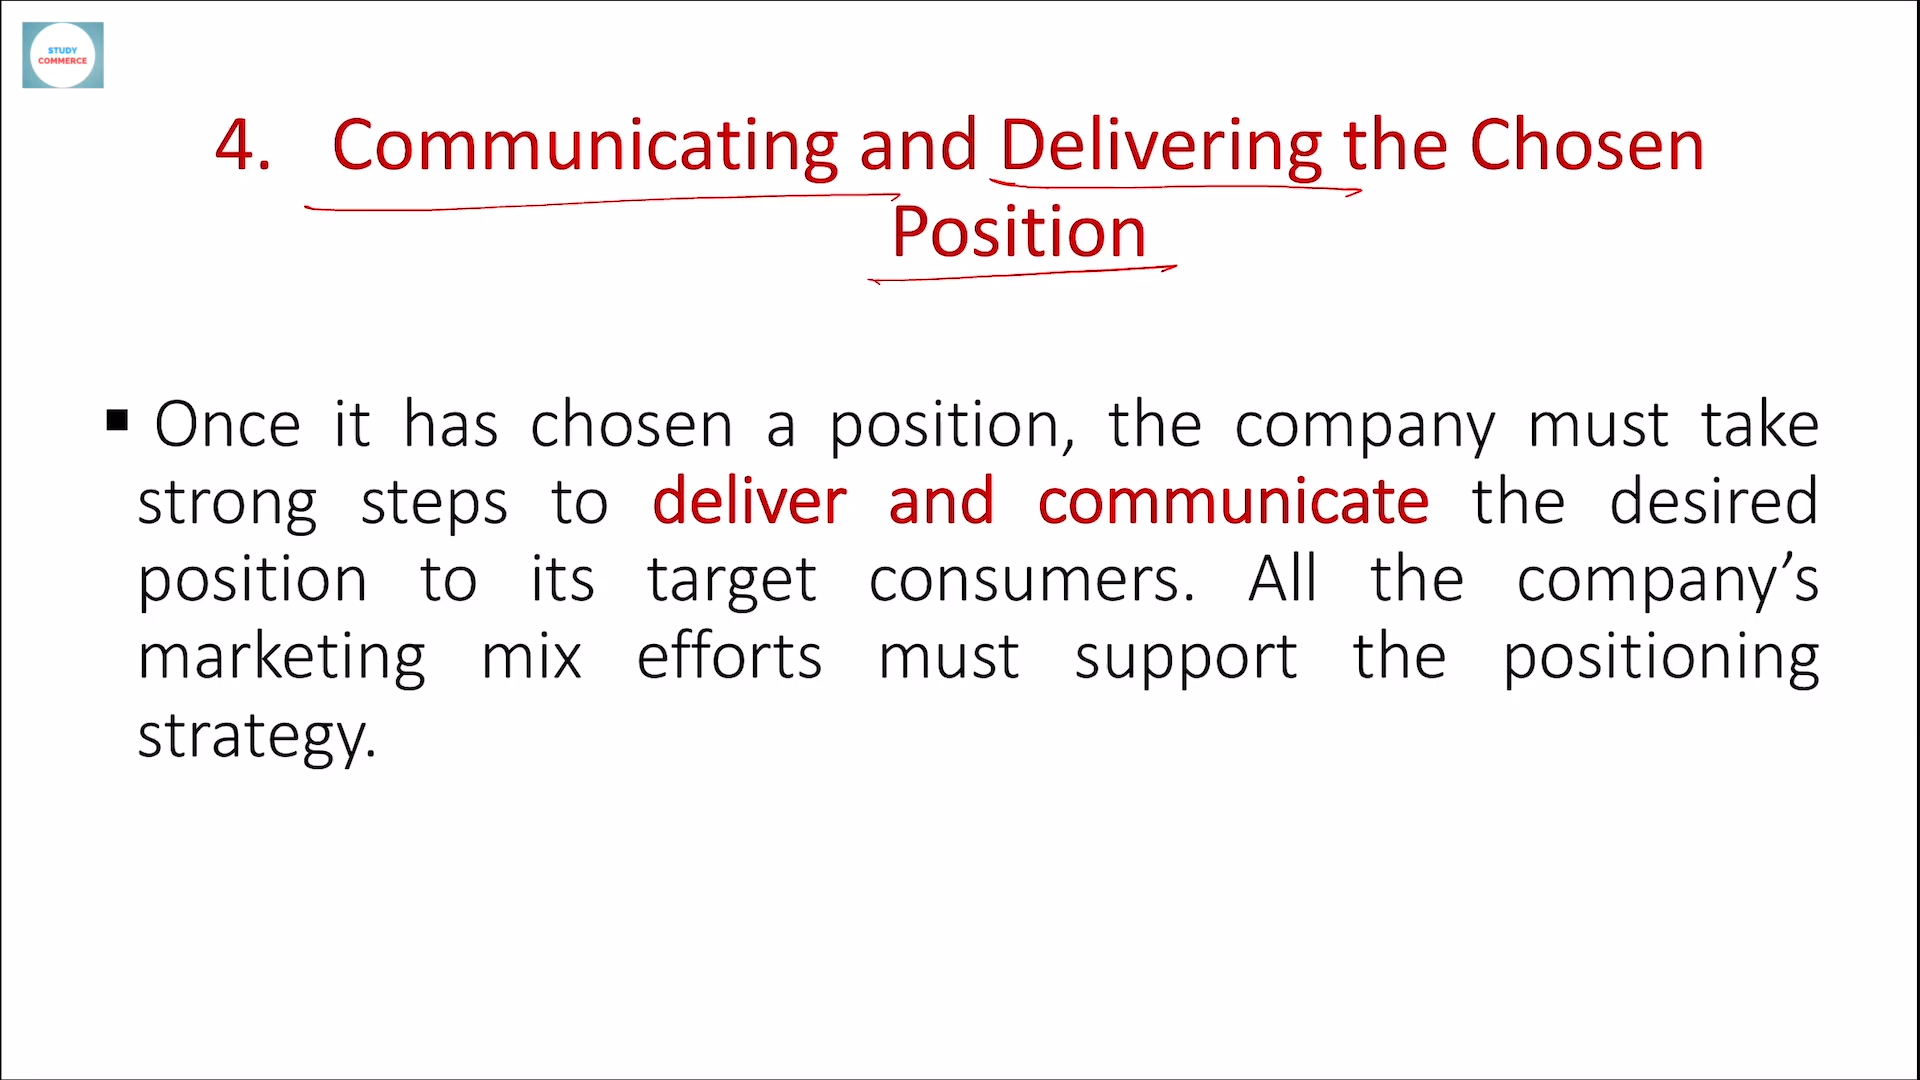 STUDY
COMMERCE
4. Communicating and Delivering the Chosen
Position
▪ Once it has chosen a position, the company must take
strong steps to deliver and communicate the desired
position to its target consumers. All the company’s
marketing mix efforts must support the positioning
strategy.